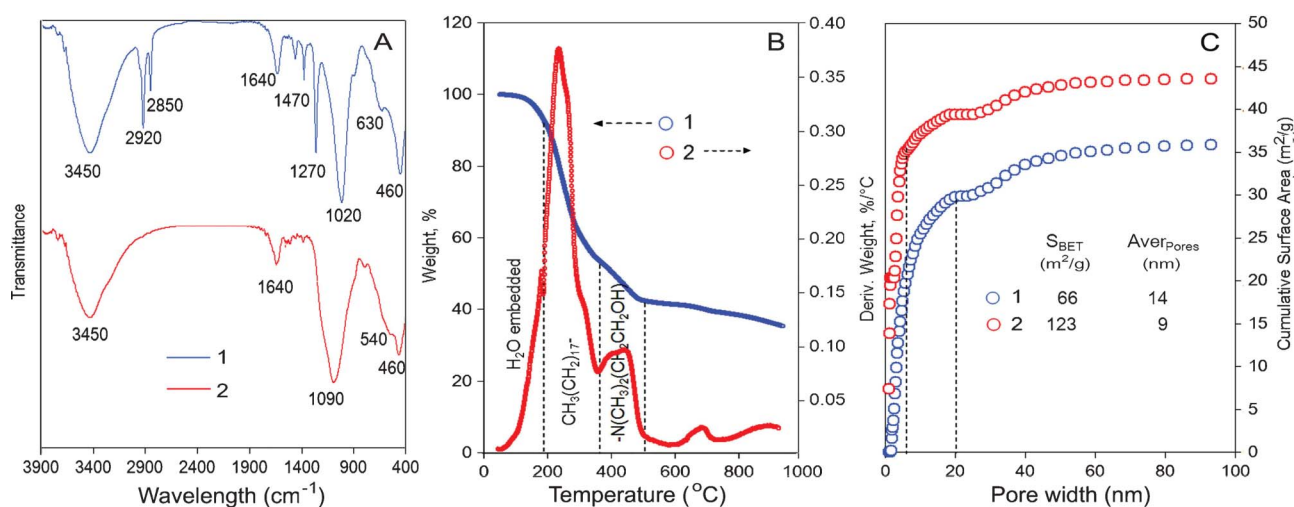 A
Transmittance
3450
2920
2850
1640
1470
1270
1020
630
460
3450
1640
1090
540
460
1
2
3900 3400 2900 2400 1900 1400 900 400
Wavelength (cm⁻¹)
B
Weight, %
120
100
80
60
40
20
0
0.40
0.35
0.30
0.25
0.20
0.15
0.10
0.05
Deriv. Weight, %/°C
1
2
H₂O embedded
CH₃(CH₂)₁₇-
-N(CH₃)₂(CH₂CH₂OH)
0 200 400 600 800 1000
Temperature (°C)
C
50
45
40
35
30
25
20
15
10
5
0
Cumulative Surface Area (m²/g)
S_BET Aver_Pores
(m²/g) (nm)
1 66 14
2 123 9
0 20 40 60 80 100
Pore width (nm)